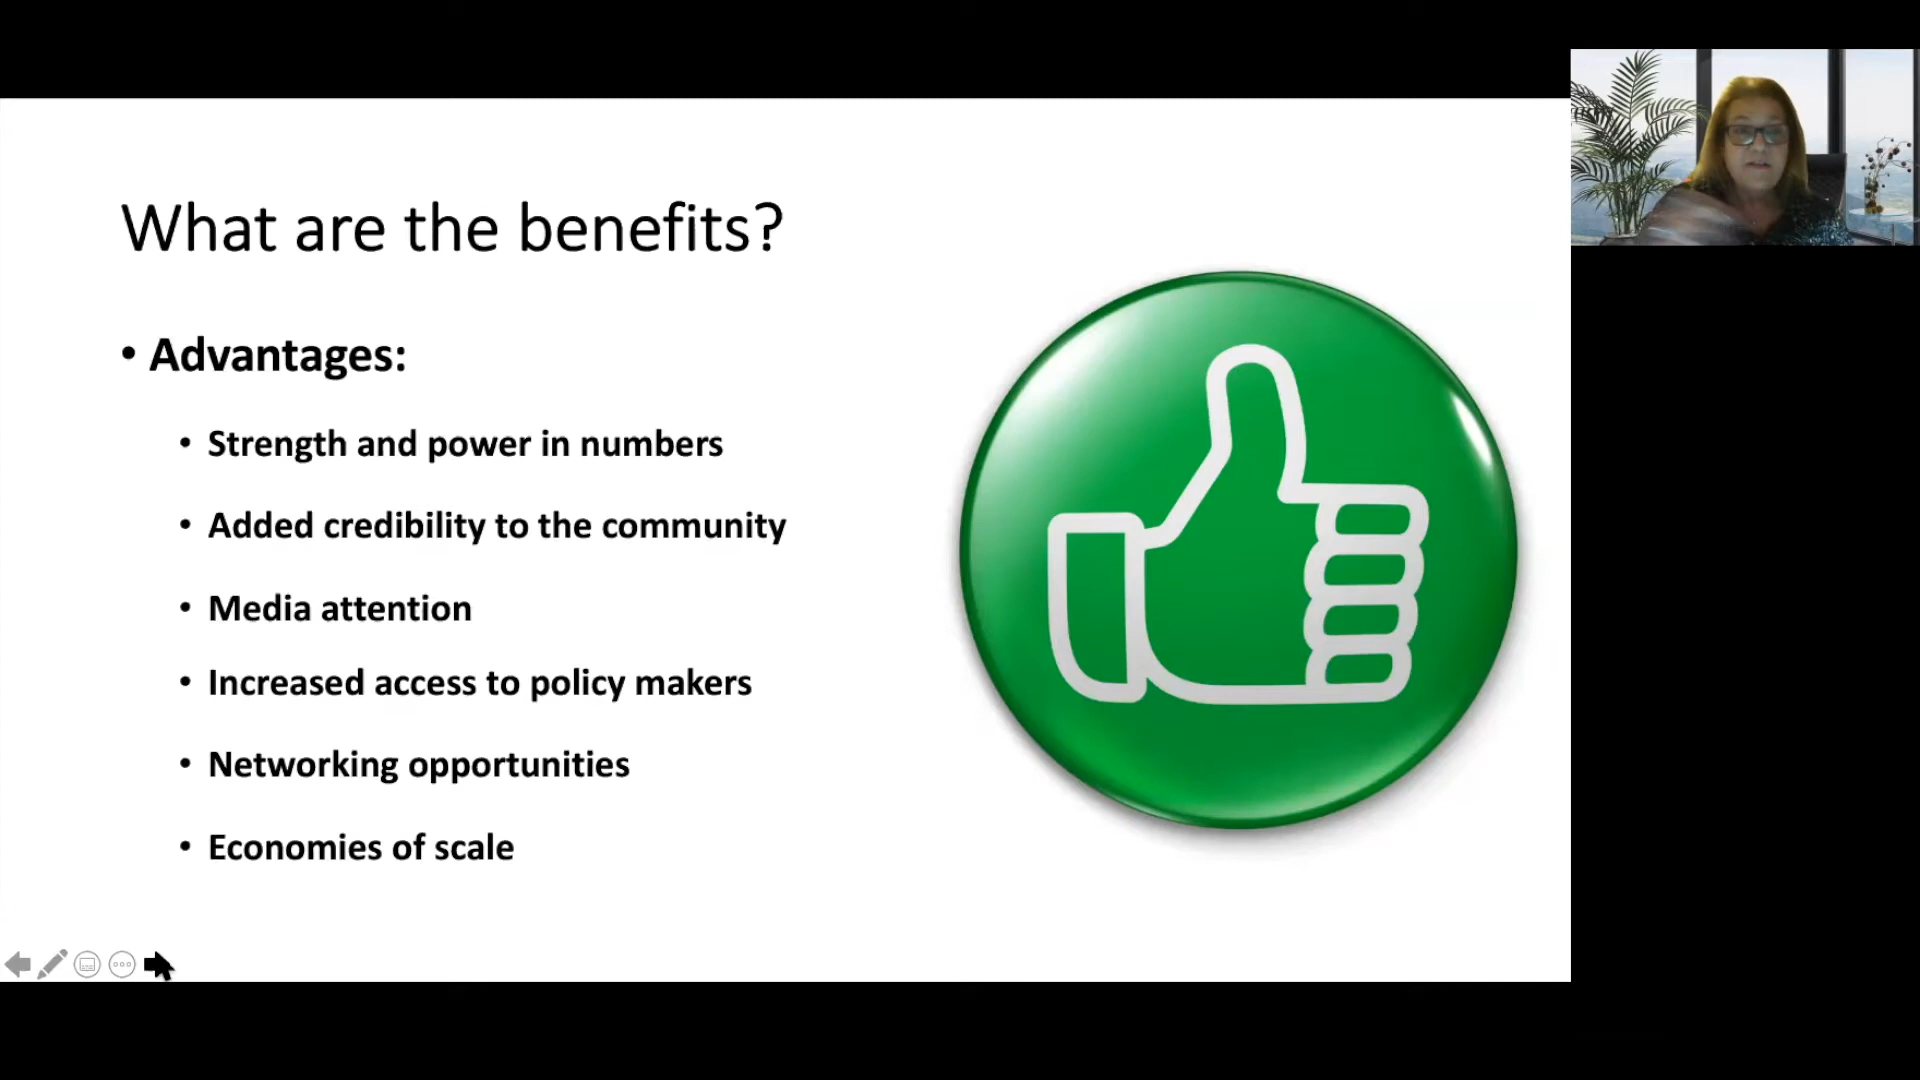 What are the benefits?
• Advantages:
• Strength and power in numbers
• Added credibility to the community
• Media attention
• Increased access to policy makers
• Networking opportunities
• Economies of scale